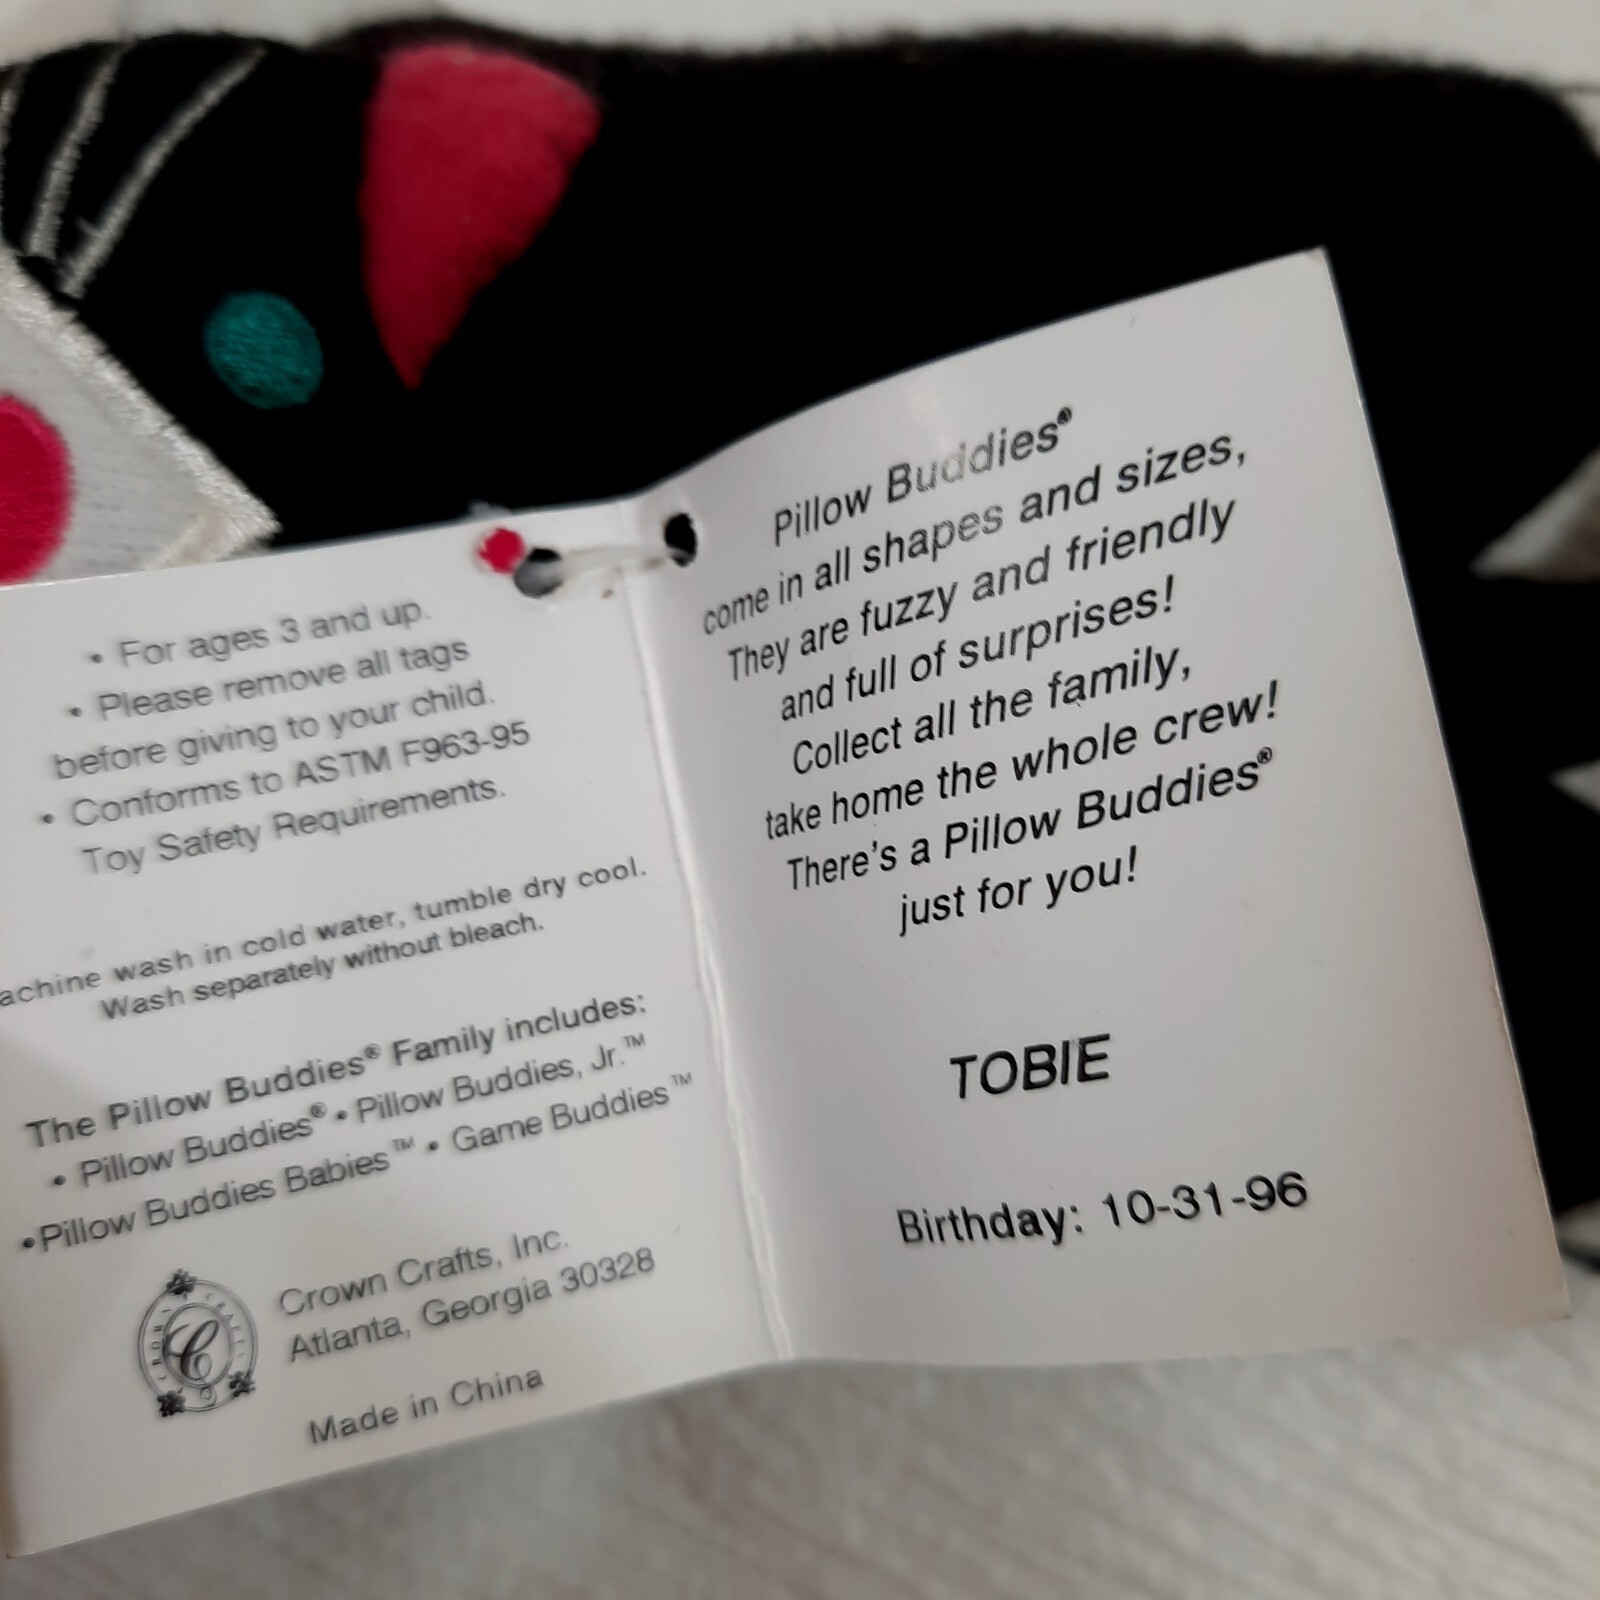 • For ages 3 and up.
• Please remove all tags
before giving to your child.
• Conforms to ASTM F963-95
Toy Safety Requirements.
achine wash in cold water, tumble dry cool.
Wash separately without bleach.
The Pillow Buddies® Family includes:
• Pillow Buddies® • Pillow Buddies, Jr.™
•Pillow Buddies Babies™ • Game Buddies™
Crown Crafts, Inc.
Atlanta, Georgia 30328
Made in China
Pillow Buddies®
come in all shapes and sizes,
They are fuzzy and friendly
and full of surprises!
Collect all the family,
take home the whole crew!
There's a Pillow Buddies®
just for you!
TOBIE
Birthday: 10-31-96